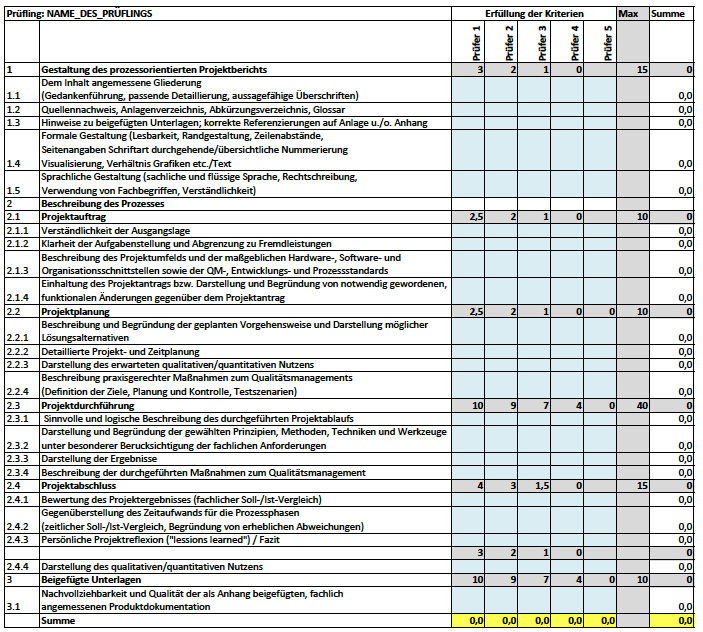 Prüfling: NAME_DES_PRÜFLINGS Erfüllung der Kriterien Max Summe
Prüfer 1 Prüfer 2 Prüfer 3 Prüfer 4 Prüfer 5
1 Gestaltung des prozessorientierten Projektberichts 3 2 1 0 15 0
Dem Inhalt angemessene Gliederung
1.1 (Gedankenführung, passende Detaillierung, aussagefähige Überschriften) 0,0
1.2 Quellennachweis, Anlagenverzeichnis, Abkürzungsverzeichnis, Glossar 0,0
1.3 Hinweise zu beigefügten Unterlagen; korrekte Referenzierungen auf Anlage u./o. Anhang 0,0
Formale Gestaltung (Lesbarkeit, Randgestaltung, Zeilenabstände,
Seitenangaben Schriftart durchgehende/übersichtliche Nummerierung
1.4 Visualisierung, Verhältnis Grafiken etc./Text 0,0
Sprachliche Gestaltung (sachliche und flüssige Sprache, Rechtschreibung,
1.5 Verwendung von Fachbegriffen, Verständlichkeit) 0,0
2 Beschreibung des Prozesses
2.1 Projektauftrag 2,5 2 1 0 10 0
2.1.1 Verständlichkeit der Ausgangslage 0,0
2.1.2 Klarheit der Aufgabenstellung und Abgrenzung zu Fremdleistungen 0,0
Beschreibung des Projektumfelds und der maßgeblichen Hardware-, Software- und
2.1.3 Organisationsschnittstellen sowie der QM-, Entwicklungs- und Prozessstandards 0,0
Einhaltung des Projektantrags bzw. Darstellung und Begründung von notwendig gewordenen,
2.1.4 funktionalen Änderungen gegenüber dem Projektantrag 0,0
2.2 Projektplanung 2,5 2 1 0 0 10 0
Beschreibung und Begründung der geplanten Vorgehensweise und Darstellung möglicher
2.2.1 Lösungsalternativen 0,0
2.2.2 Detaillierte Projekt- und Zeitplanung 0,0
2.2.3 Darstellung des erwarteten qualitativen/quantitativen Nutzens 0,0
Beschreibung praxisgerechter Maßnahmen zum Qualitätsmanagements
2.2.4 (Definition der Ziele, Planung und Kontrolle, Testszenarien) 0,0
2.3 Projektdurchführung 10 9 7 4 0 40 0
2.3.1 Sinnvolle und logische Beschreibung des durchgeführten Projektablaufs 0,0
Darstellung und Begründung der gewählten Prinzipien, Methoden, Techniken und Werkzeuge
2.3.2 unter besonderer Berucksichtigung der fachlichen Anforderungen 0,0
2.3.3 Darstellung der Ergebnisse 0,0
2.3.4 Beschreibung der durchgeführten Maßnahmen zum Qualitätsmanagement 0,0
2.4 Projektabschluss 4 3 1,5 0 15 0
2.4.1 Bewertung des Projektergebnisses (fachlicher Soll-/Ist-Vergleich) 0,0
Gegenüberstellung des Zeitaufwands für die Prozessphasen
2.4.2 (zeitlicher Soll-/Ist-Vergleich, Begründung von erheblichen Abweichungen) 0,0
2.4.3 Persönliche Projektreflexion ("lessions learned") / Fazit 0,0
3 2 1 0 0
2.4.4 Darstellung des qualitativen/quantitativen Nutzens 0,0
3 Beigefügte Unterlagen 10 9 7 4 0 10 0
Nachvollziehbarkeit und Qualität der als Anhang beigefügten, fachlich
3.1 angemessenen Produktdokumentation 0,0
Summe 0,0 0,0 0,0 0,0 0,0 0,0